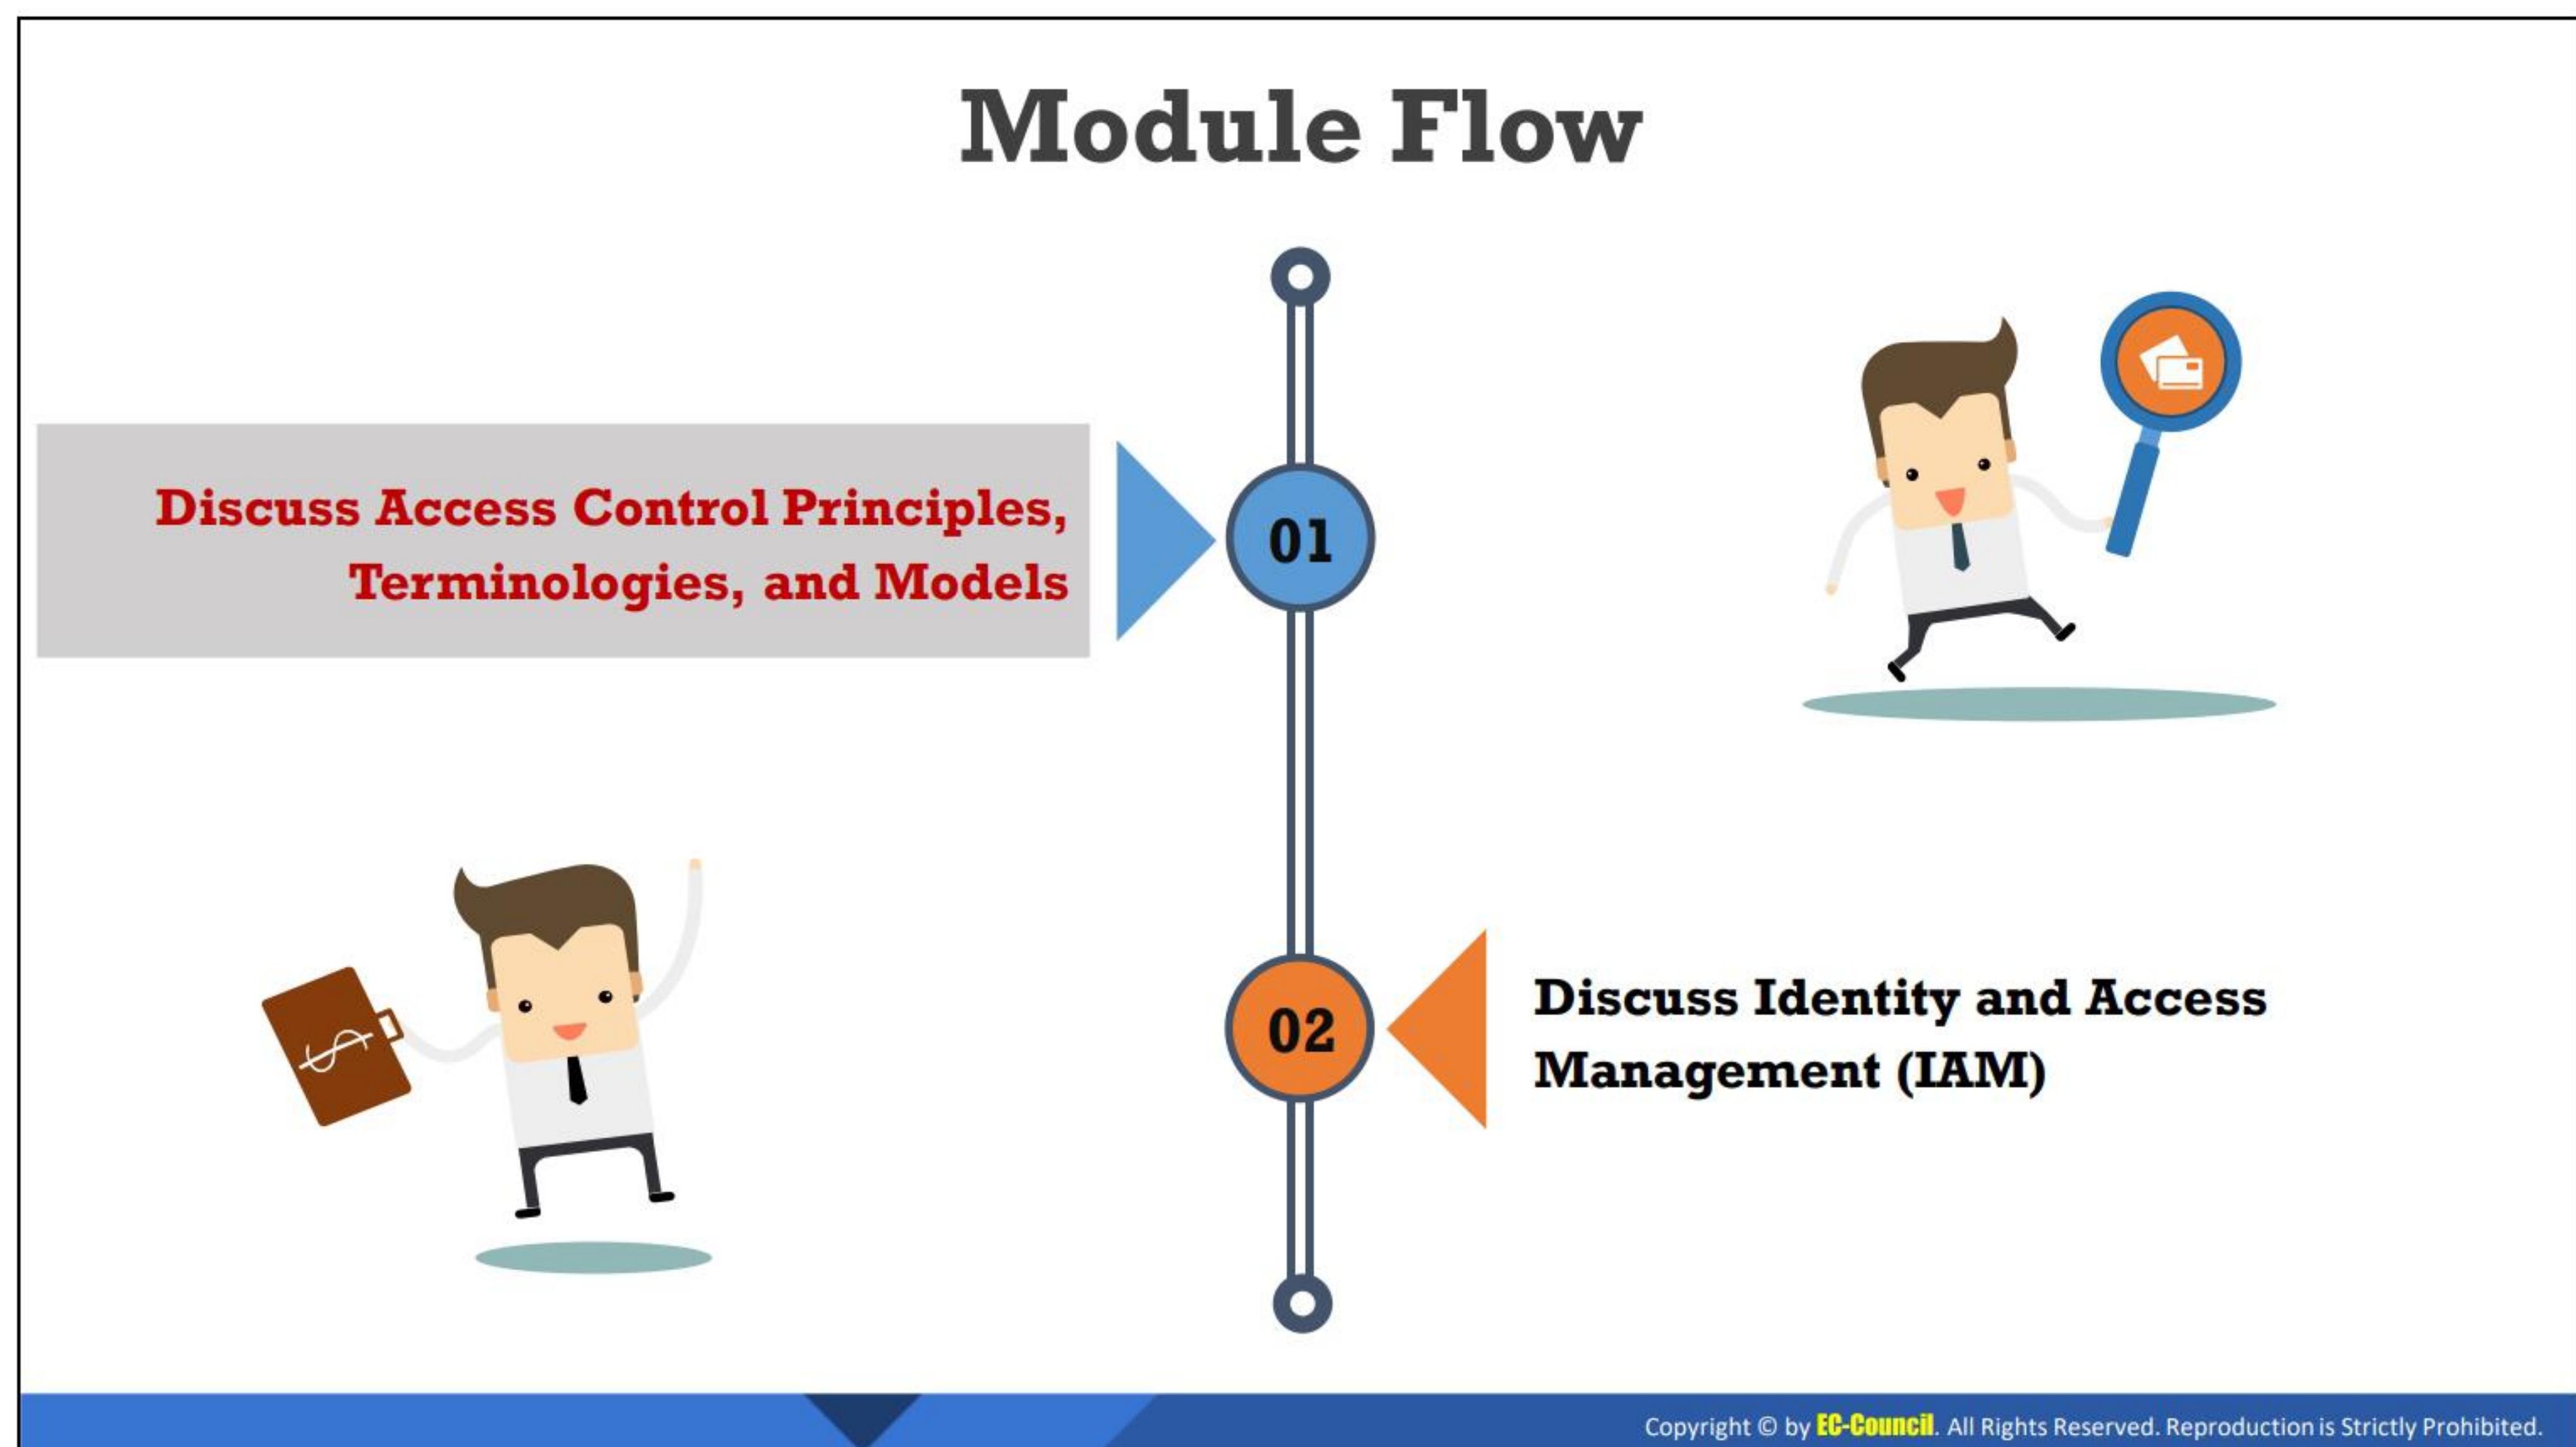 Module Flow
Discuss Access Control Principles,
Terminologies, and Models
01
02
Discuss Identity and Access
Management (IAM)
$
Copyright © by EC-Council. All Rights Reserved. Reproduction is Strictly Prohibited.